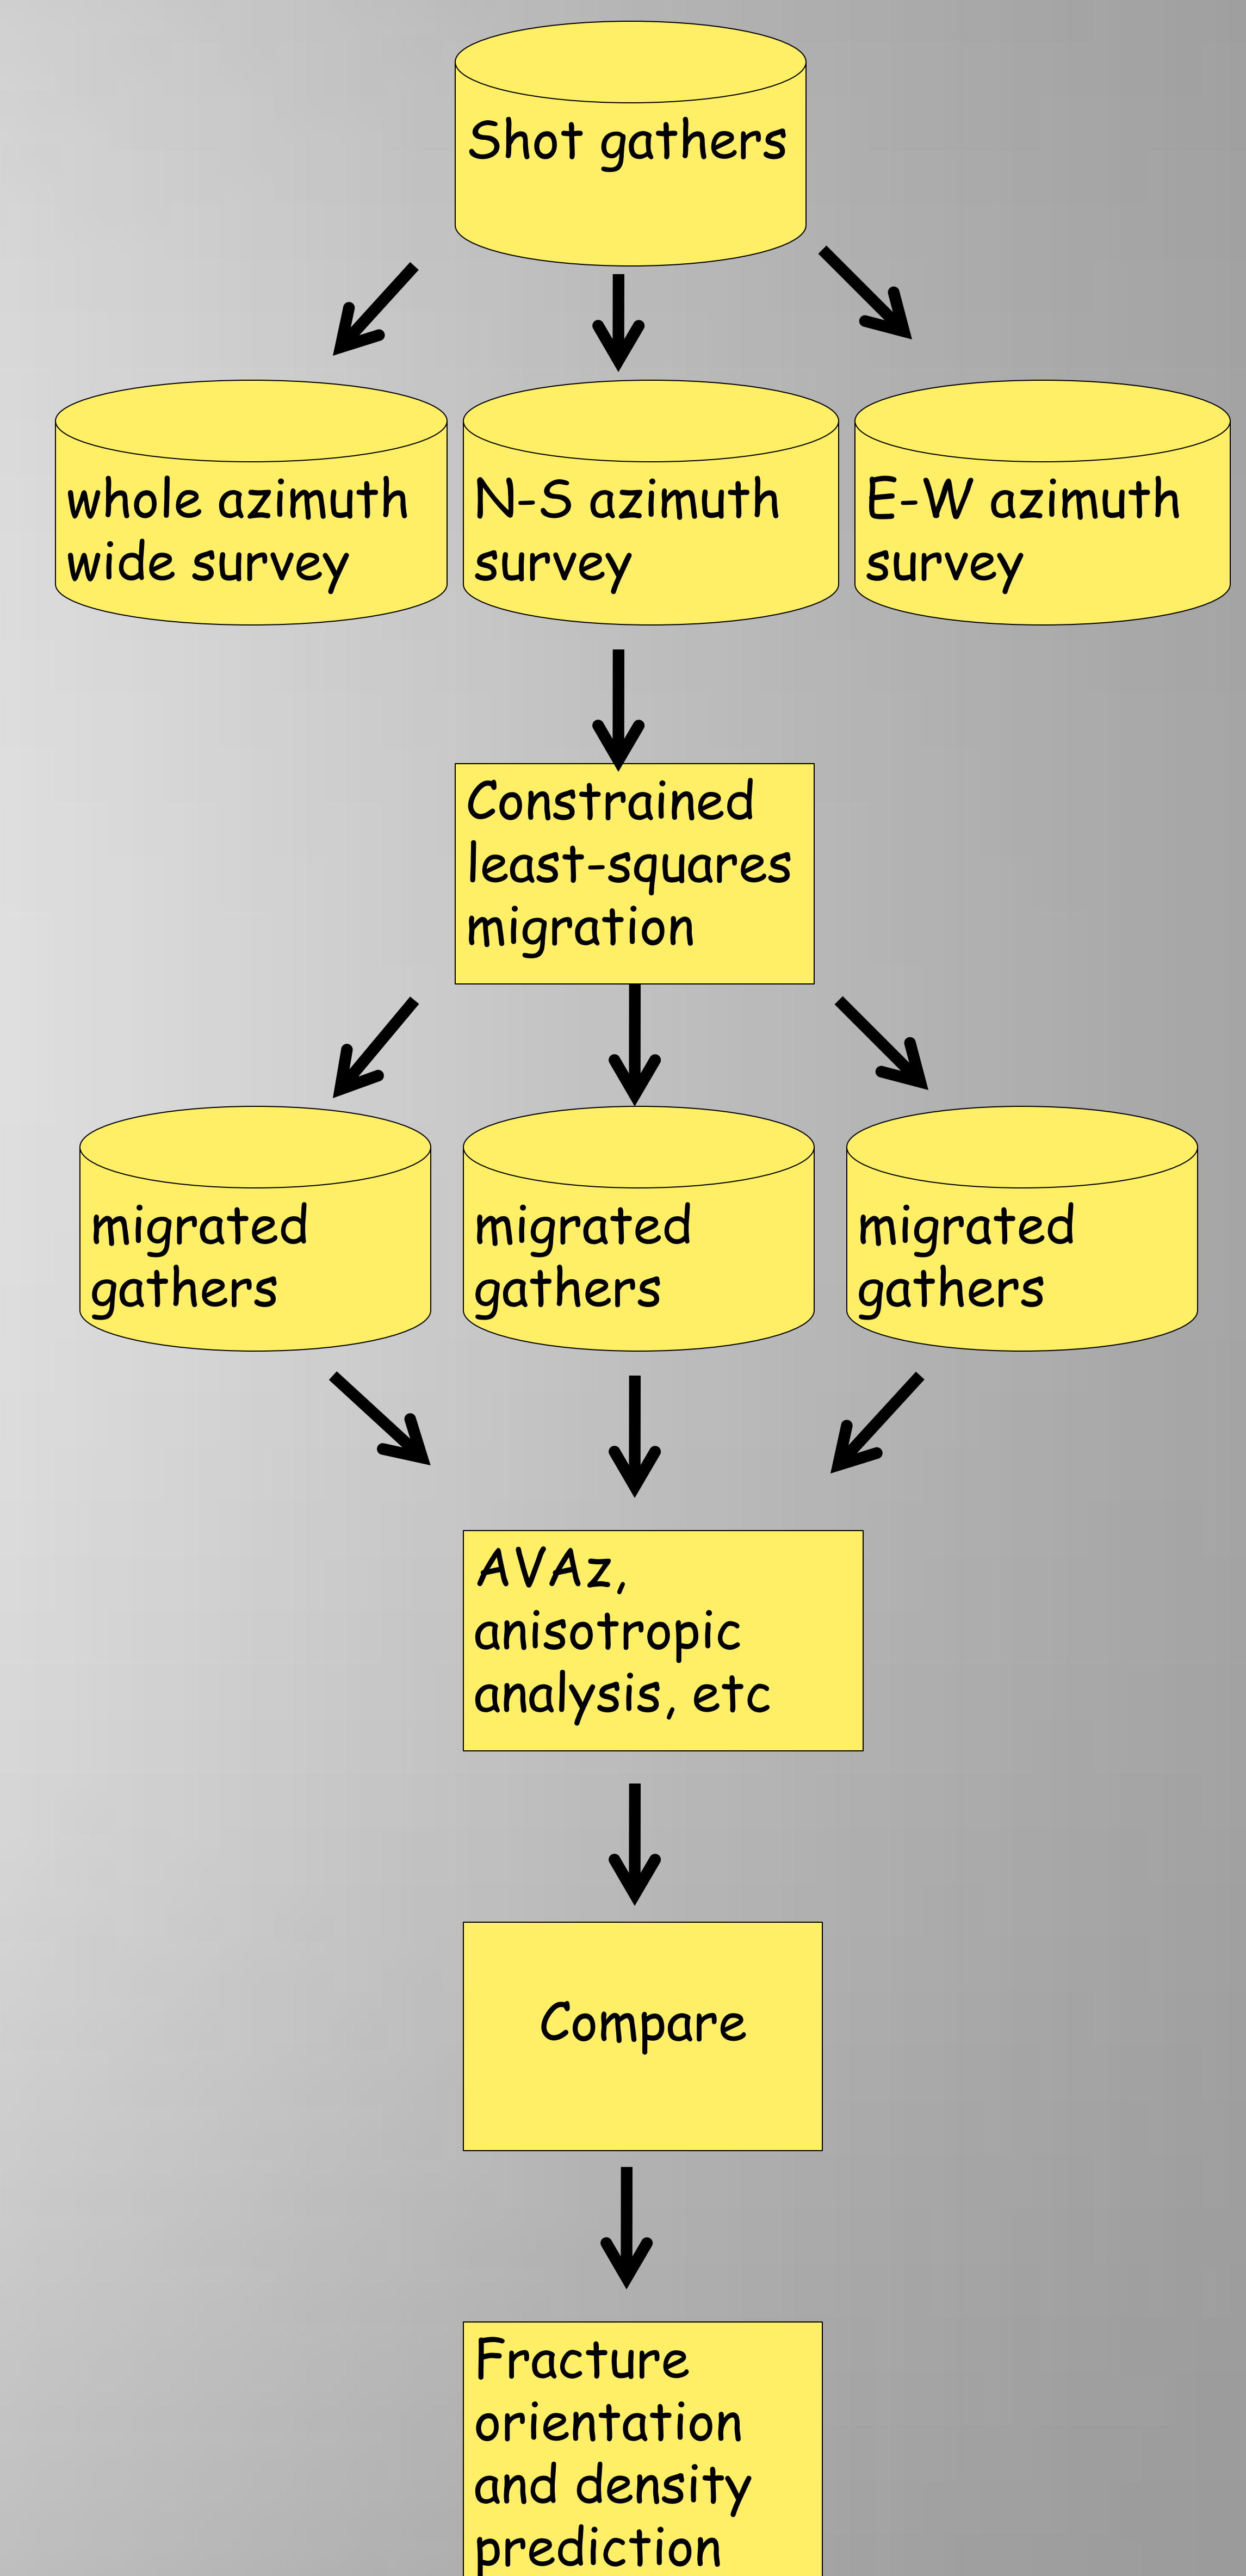 Shot gathers
whole azimuth
wide survey
N-S azimuth
survey
E-W azimuth
survey
Constrained
least-squares
migration
migrated
gathers
migrated
gathers
migrated
gathers
AVAz,
anisotropic
analysis, etc
Compare
Fracture
orientation
and density
prediction